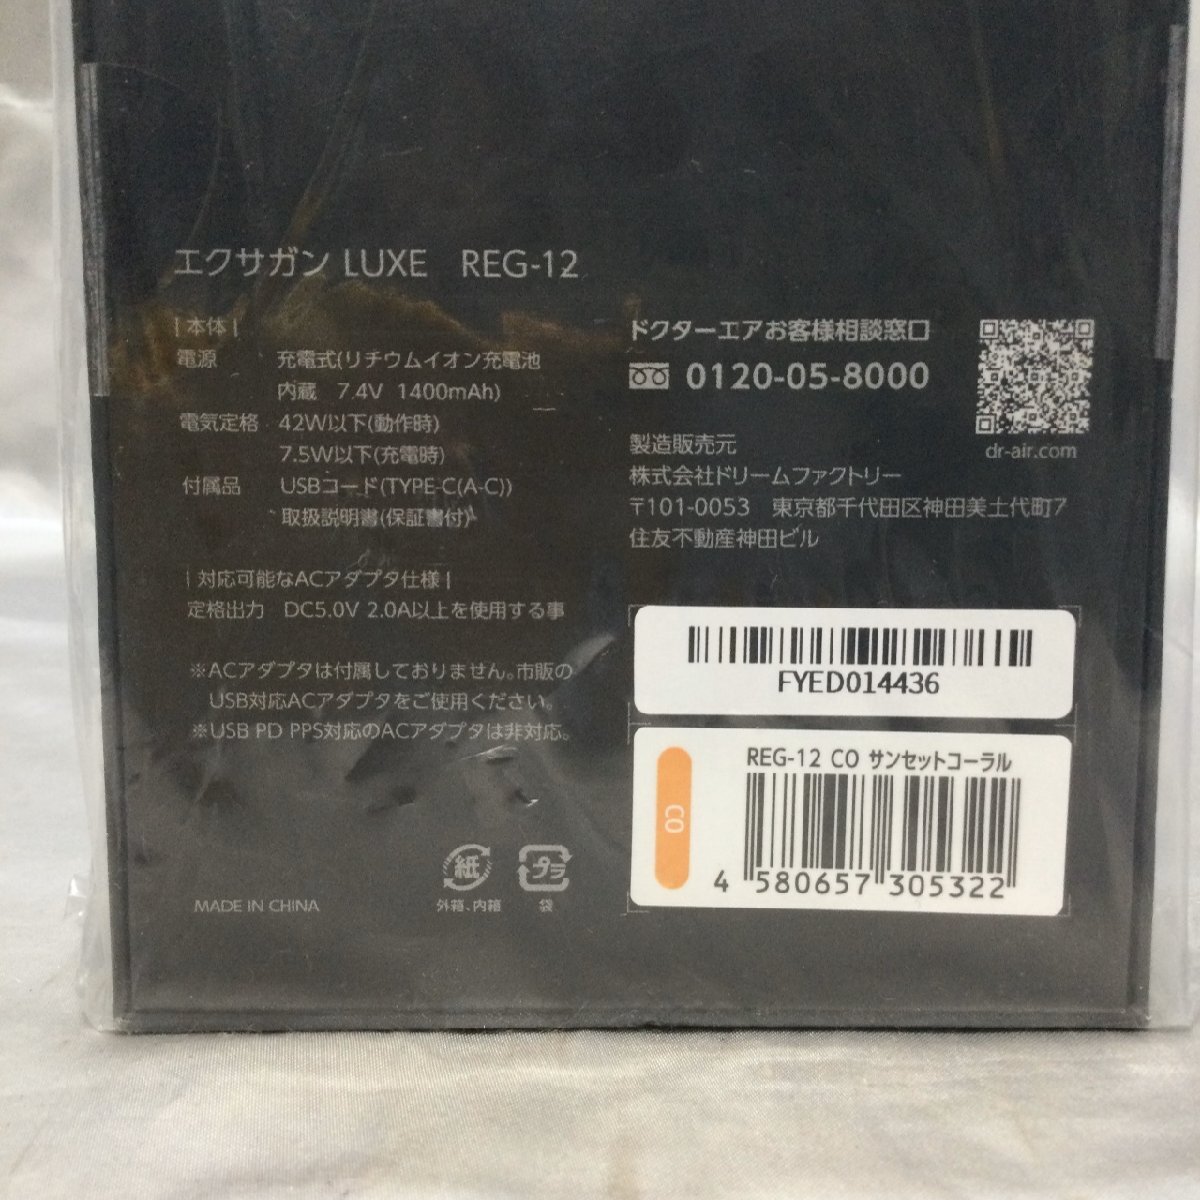 エクサガン LUXE REG-12
| 本体 |
電源 充電式(リチウムイオン充電池
内蔵 7.4V 1400mAh)
電気定格 42W以下(動作時)
7.5W以下(充電時)
付属品 USBコード(TYPE-C(A-C))
取扱説明書(保証書付)
| 対応可能なACアダプタ仕様 |
定格出力 DC5.0V 2.0A以上を使用する事
※ACアダプタは付属しておりません。市販の
USB対応ACアダプタをご使用ください。
※USB PD PPS対応のACアダプタは非対応。
MADE IN CHINA
紙
外箱、内箱
プラ
袋
ドクターエアお客様相談窓口
0120-05-8000
dr-air.com
製造販売元
株式会社ドリームファクトリー
〒101-0053 東京都千代田区神田美土代町7
住友不動産神田ビル
FYED014436
CO
REG-12 CO サンセットコーラル
4 580657 305322